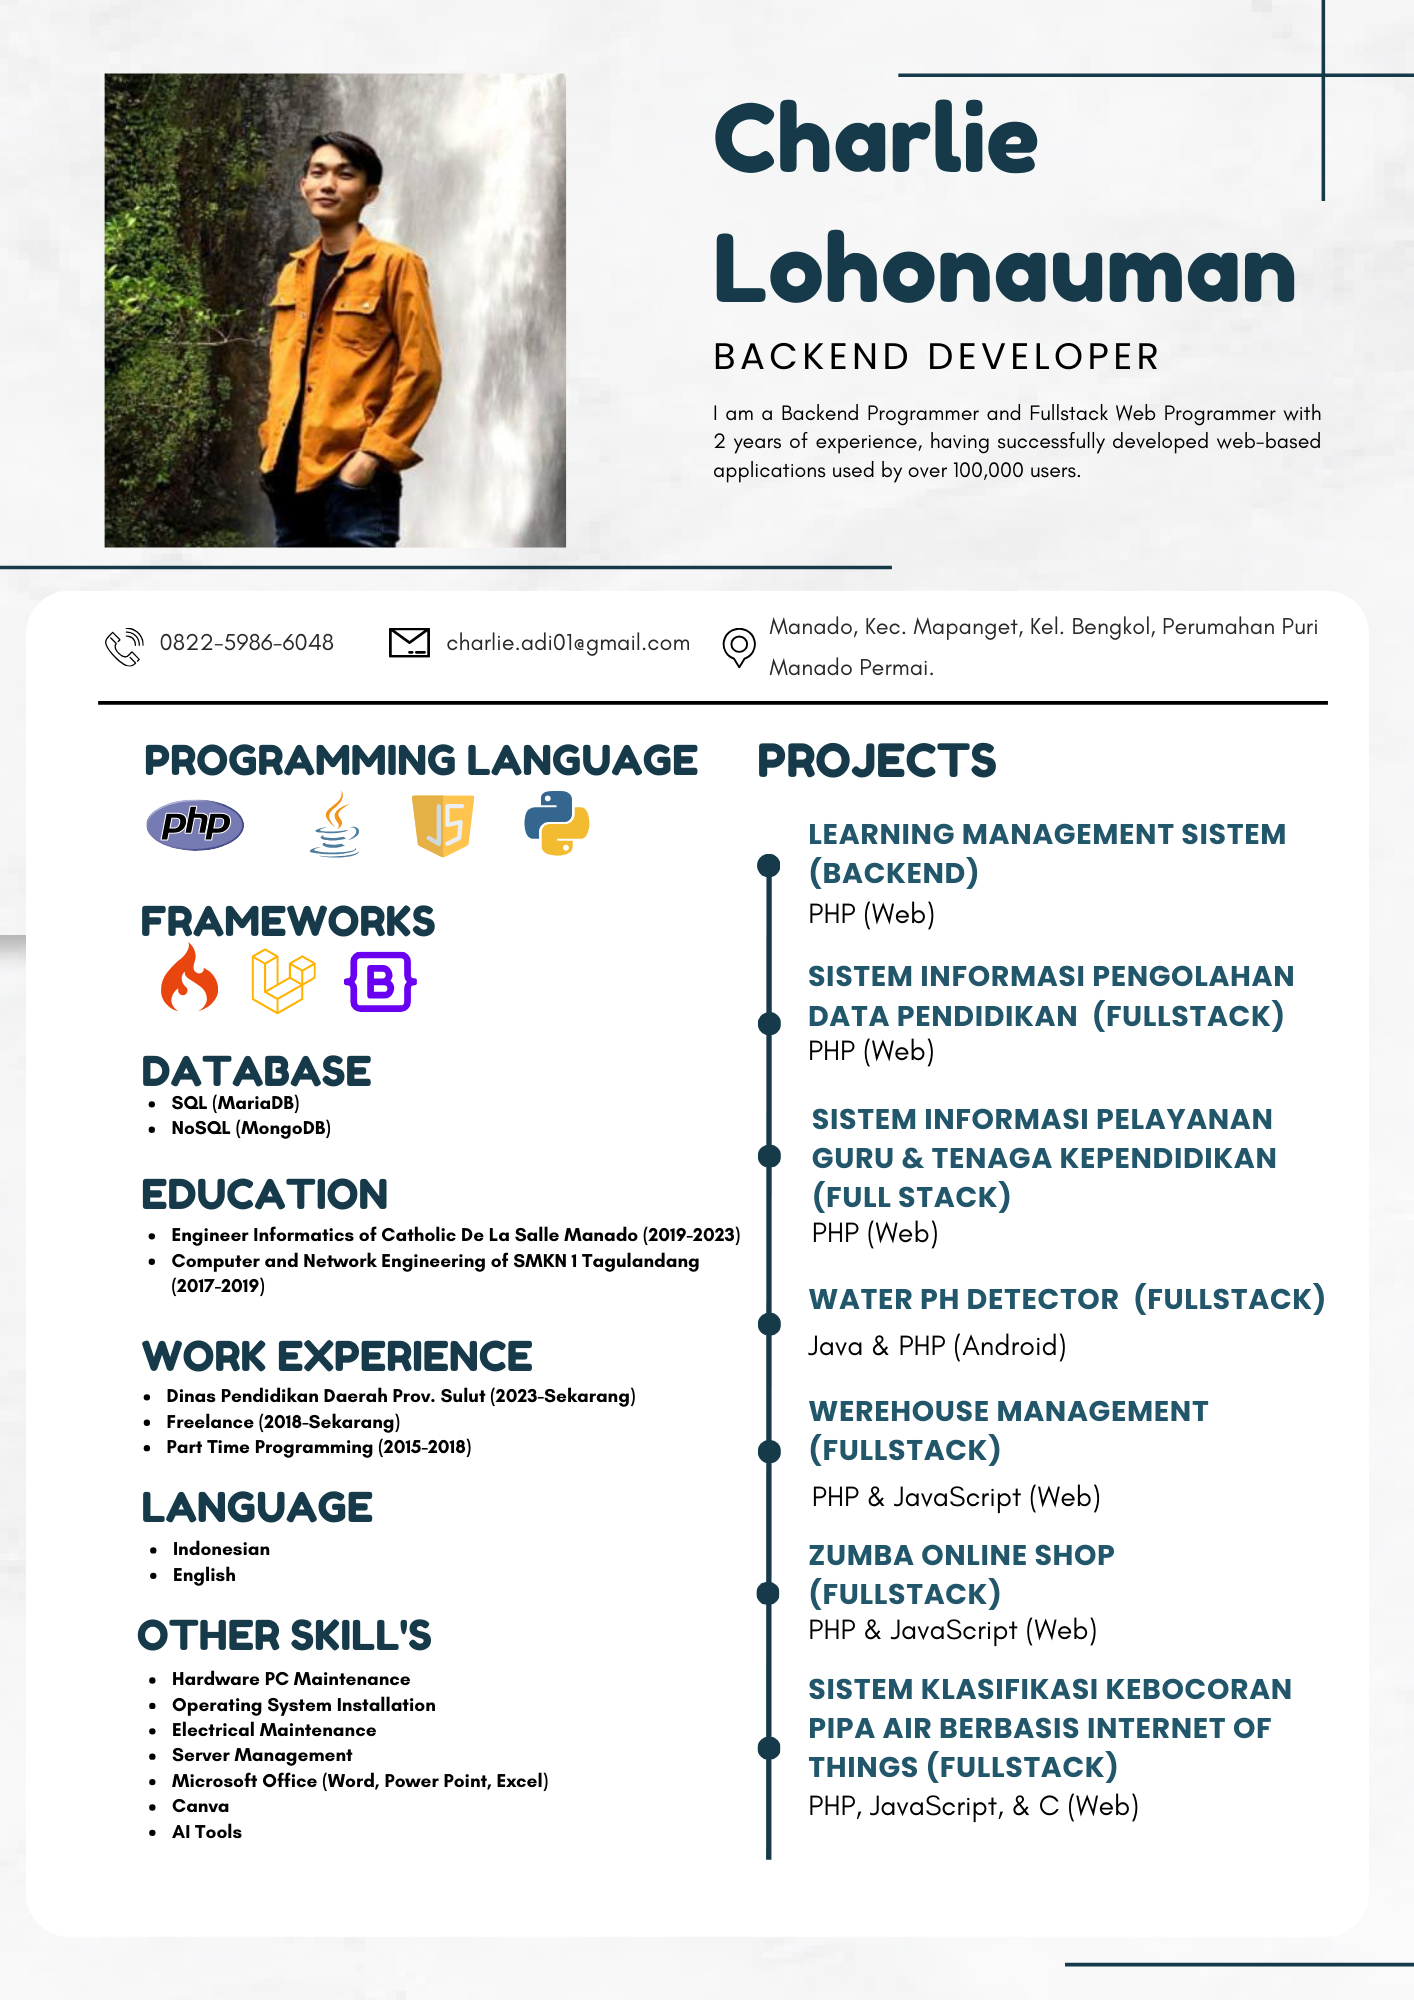 Charlie
Lohonauman
BACKEND DEVELOPER
I am a Backend Programmer and Fullstack Web Programmer with
2 years of experience, having successfully developed web-based
applications used by over 100,000 users.
0822-5986-6048
charlie.adi01@gmail.com
Manado, Kec. Mapanget, Kel. Bengkol, Perumahan Puri
Manado Permai.
PROGRAMMING LANGUAGE
php
JS
FRAMEWORKS
B
DATABASE
• SQL (MariaDB)
• NoSQL (MongoDB)
EDUCATION
• Engineer Informatics of Catholic De La Salle Manado (2019-2023)
• Computer and Network Engineering of SMKN 1 Tagulandang
(2017-2019)
WORK EXPERIENCE
• Dinas Pendidikan Daerah Prov. Sulut (2023-Sekarang)
• Freelance (2018-Sekarang)
• Part Time Programming (2015-2018)
LANGUAGE
• Indonesian
• English
OTHER SKILL'S
• Hardware PC Maintenance
• Operating System Installation
• Electrical Maintenance
• Server Management
• Microsoft Office (Word, Power Point, Excel)
• Canva
• AI Tools
PROJECTS
LEARNING MANAGEMENT SISTEM
(BACKEND)
PHP (Web)
SISTEM INFORMASI PENGOLAHAN
DATA PENDIDIKAN (FULLSTACK)
PHP (Web)
SISTEM INFORMASI PELAYANAN
GURU & TENAGA KEPENDIDIKAN
(FULL STACK)
PHP (Web)
WATER PH DETECTOR (FULLSTACK)
Java & PHP (Android)
WEREHOUSE MANAGEMENT
(FULLSTACK)
PHP & JavaScript (Web)
ZUMBA ONLINE SHOP
(FULLSTACK)
PHP & JavaScript (Web)
SISTEM KLASIFIKASI KEBOCORAN
PIPA AIR BERBASIS INTERNET OF
THINGS (FULLSTACK)
PHP, JavaScript, & C (Web)